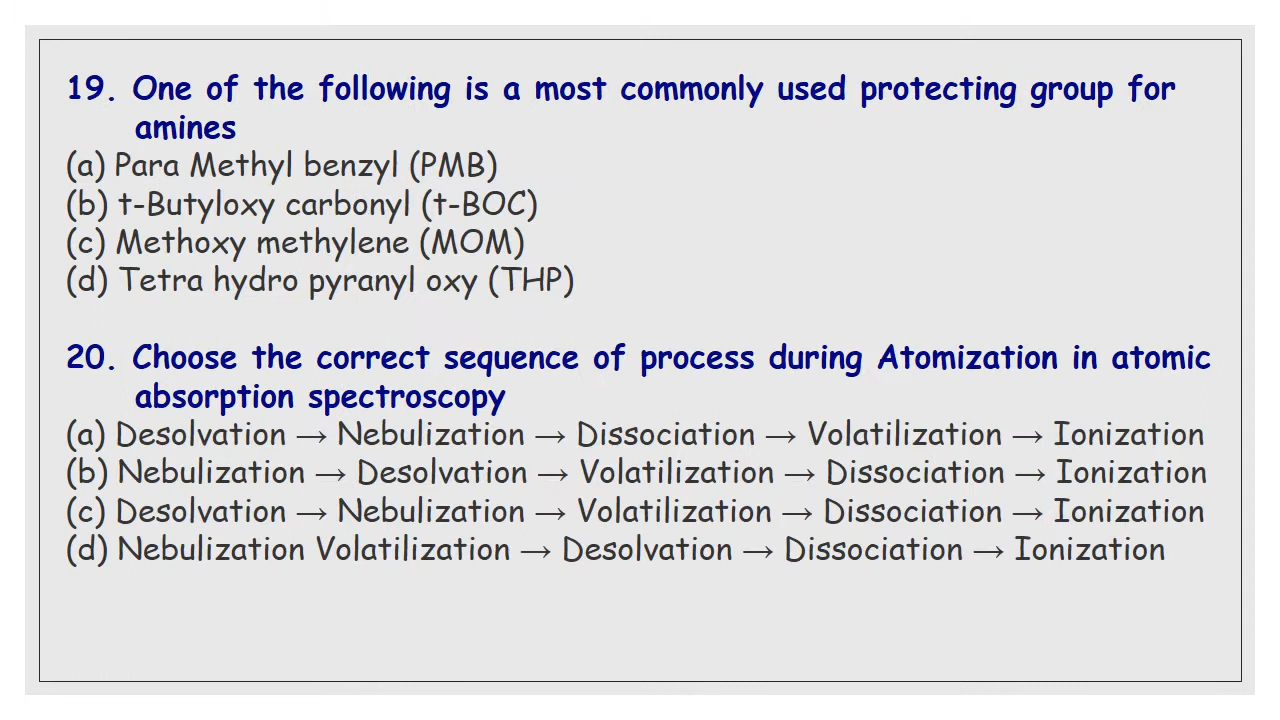 19. One of the following is a most commonly used protecting group for
amines
(a) Para Methyl benzyl (PMB)
(b) t-Butyloxy carbonyl (t-BOC)
(c) Methoxy methylene (MOM)
(d) Tetra hydro pyranyl oxy (THP)
20. Choose the correct sequence of process during Atomization in atomic
absorption spectroscopy
(a) Desolvation → Nebulization → Dissociation → Volatilization → Ionization
(b) Nebulization → Desolvation → Volatilization → Dissociation → Ionization
(c) Desolvation → Nebulization → Volatilization → Dissociation → Ionization
(d) Nebulization Volatilization → Desolvation → Dissociation → Ionization